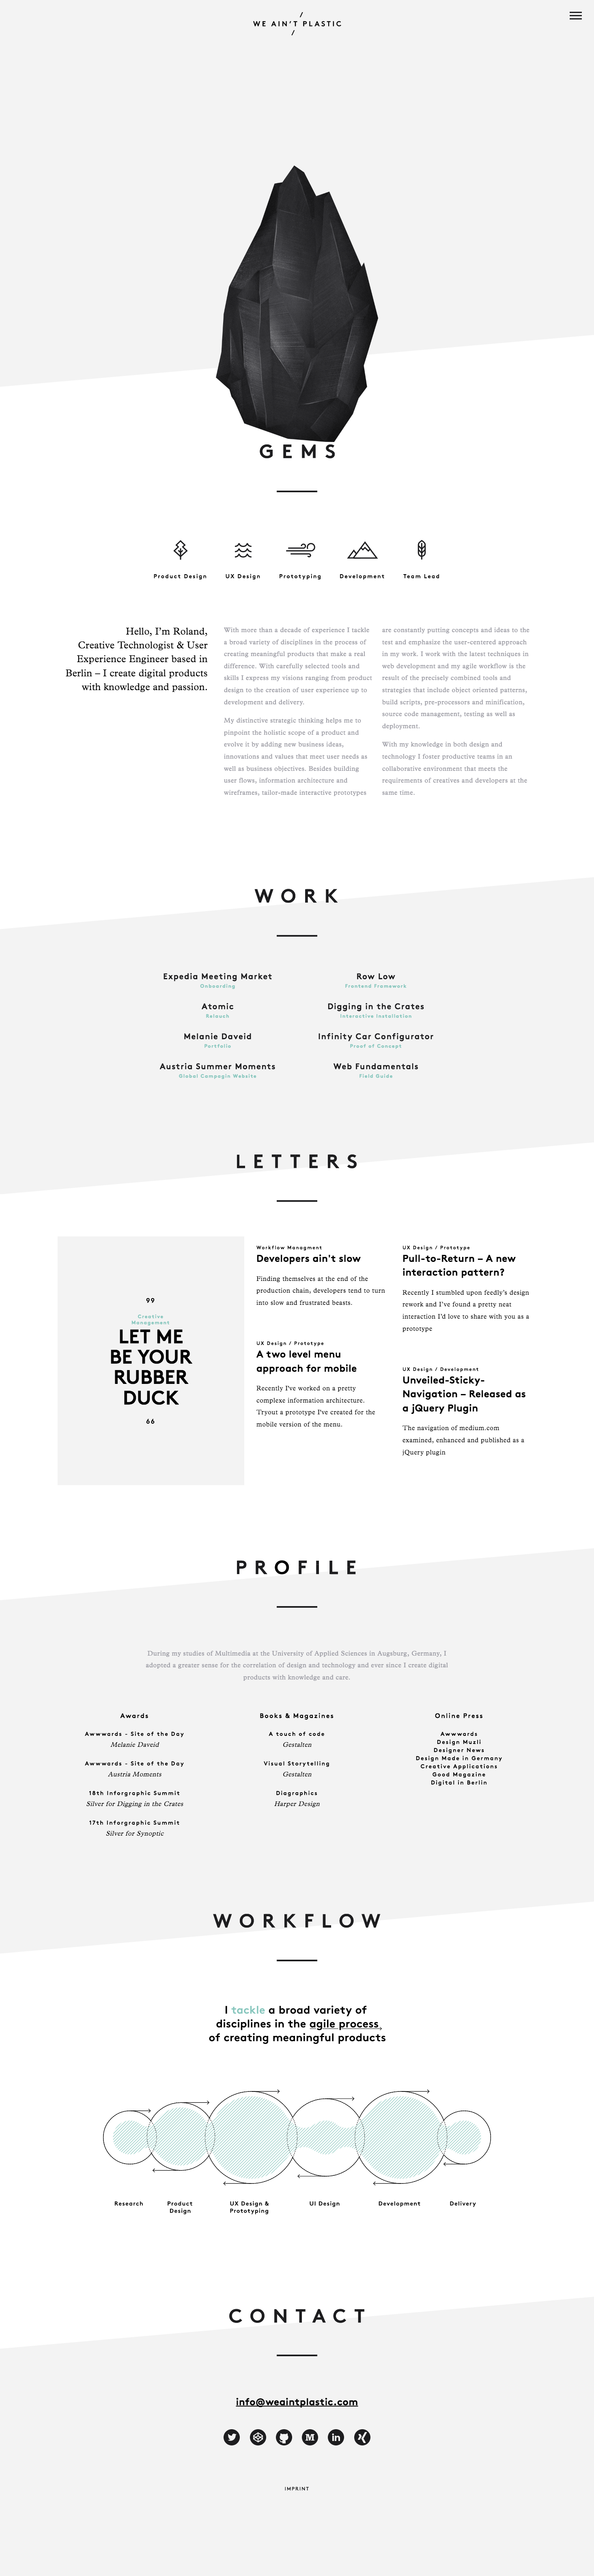 /
WE AIN'T PLASTIC
/
GEMS
Product Design
UX Design
Prototyping
Development
Team Lead
Hello, I'm Roland,
Creative Technologist & User
Experience Engineer based in
Berlin – I create digital products
with knowledge and passion.
With more than a decade of experience I tackle
a broad variety of disciplines in the process of
creating meaningful products that make a real
difference. With carefully selected tools and
skills I express my visions ranging from product
design to the creation of user experience up to
development and delivery.
My distinctive strategic thinking helps me to
pinpoint the holistic scope of a product and
evolve it by adding new business ideas,
innovations and values that meet user needs as
well as business objectives. Besides building
user flows, information architecture and
wireframes, tailor-made interactive prototypes
are constantly putting concepts and ideas to the
test and emphasize the user-centered approach
in my work. I work with the latest techniques in
web development and my agile workflow is the
result of the precisely combined tools and
strategies that include object oriented patterns,
build scripts, pre-processors and minification,
source code management, testing as well as
deployment.
With my knowledge in both design and
technology I foster productive teams in an
collaborative environment that meets the
requirements of creatives and developers at the
same time.
WORK
Expedia Meeting Market
Onboarding
Row Low
Frontend Framework
Atomic
Relauch
Digging in the Crates
Interactive Installation
Melanie Daveid
Portfolio
Infinity Car Configurator
Proof of Concept
Austria Summer Moments
Global Campagin Website
Web Fundamentals
Field Guide
LETTERS
99
Creative
Management
LET ME
BE YOUR
RUBBER
DUCK
66
Workflow Managment
Developers ain't slow
Finding themselves at the end of the
production chain, developers tend to turn
into slow and frustrated beasts.
UX Design / Prototype
A two level menu
approach for mobile
Recently I've worked on a pretty
complexe information architecture.
Tryout a prototype I've created for the
mobile version of the menu.
UX Design / Prototype
Pull-to-Return – A new
interaction pattern?
Recently I stumbled upon feedly's design
rework and I've found a pretty neat
interaction I'd love to share with you as a
prototype
UX Design / Development
Unveiled-Sticky-
Navigation – Released as
a jQuery Plugin
The navigation of medium.com
examined, enhanced and published as a
jQuery plugin
PROFILE
During my studies of Multimedia at the University of Applied Sciences in Augsburg, Germany, I
adopted a greater sense for the correlation of design and technology and ever since I create digital
products with knowledge and care.
Awards
Awwwards - Site of the Day
Melanie Daveid
Awwwards - Site of the Day
Austria Moments
18th Inforgraphic Summit
Silver for Digging in the Crates
17th Inforgraphic Summit
Silver for Synoptic
Books & Magazines
A touch of code
Gestalten
Visual Storytelling
Gestalten
Diagraphics
Harper Design
Online Press
Awwwards
Design Muzli
Designer News
Design Made in Germany
Creative Applications
Good Magazine
Digital in Berlin
WORKFLOW
I tackle a broad variety of
disciplines in the agile process
of creating meaningful products
Research
Product
Design
UX Design &
Prototyping
UI Design
Development
Delivery
CONTACT
info@weaintplastic.com
IMPRINT